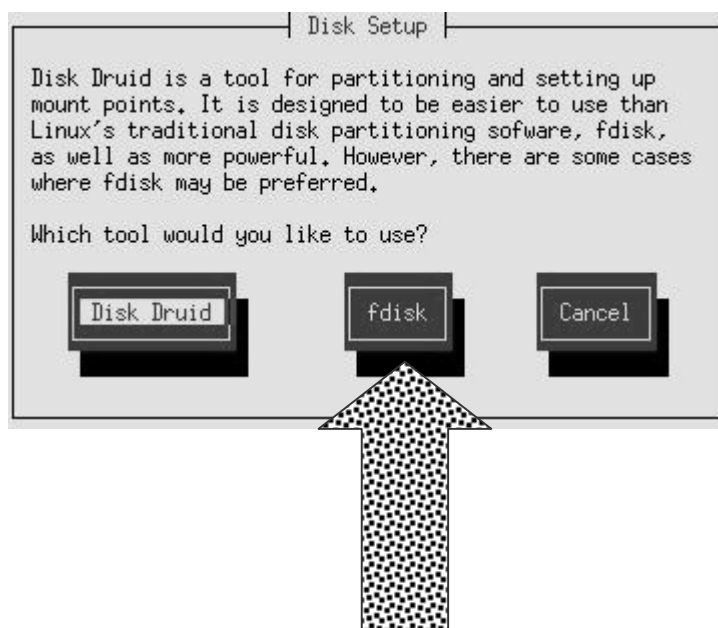 Disk Setup
Disk Druid is a tool for partitioning and setting up
mount points. It is designed to be easier to use than
Linux's traditional disk partitioning sofware, fdisk,
as well as more powerful. However, there are some cases
where fdisk may be preferred.
Which tool would you like to use?
Disk Druid
fdisk
Cancel